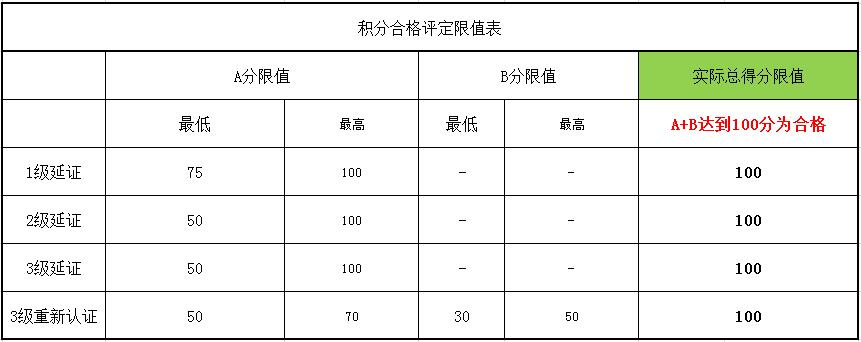 积分合格评定限值表
A分限值 B分限值 实际总得分限值
最低 最高 最低 最高 A+B达到100分为合格
1级延证 75 100 - - 100
2级延证 50 100 - - 100
3级延证 50 100 - - 100
3级重新认证 50 70 30 50 100